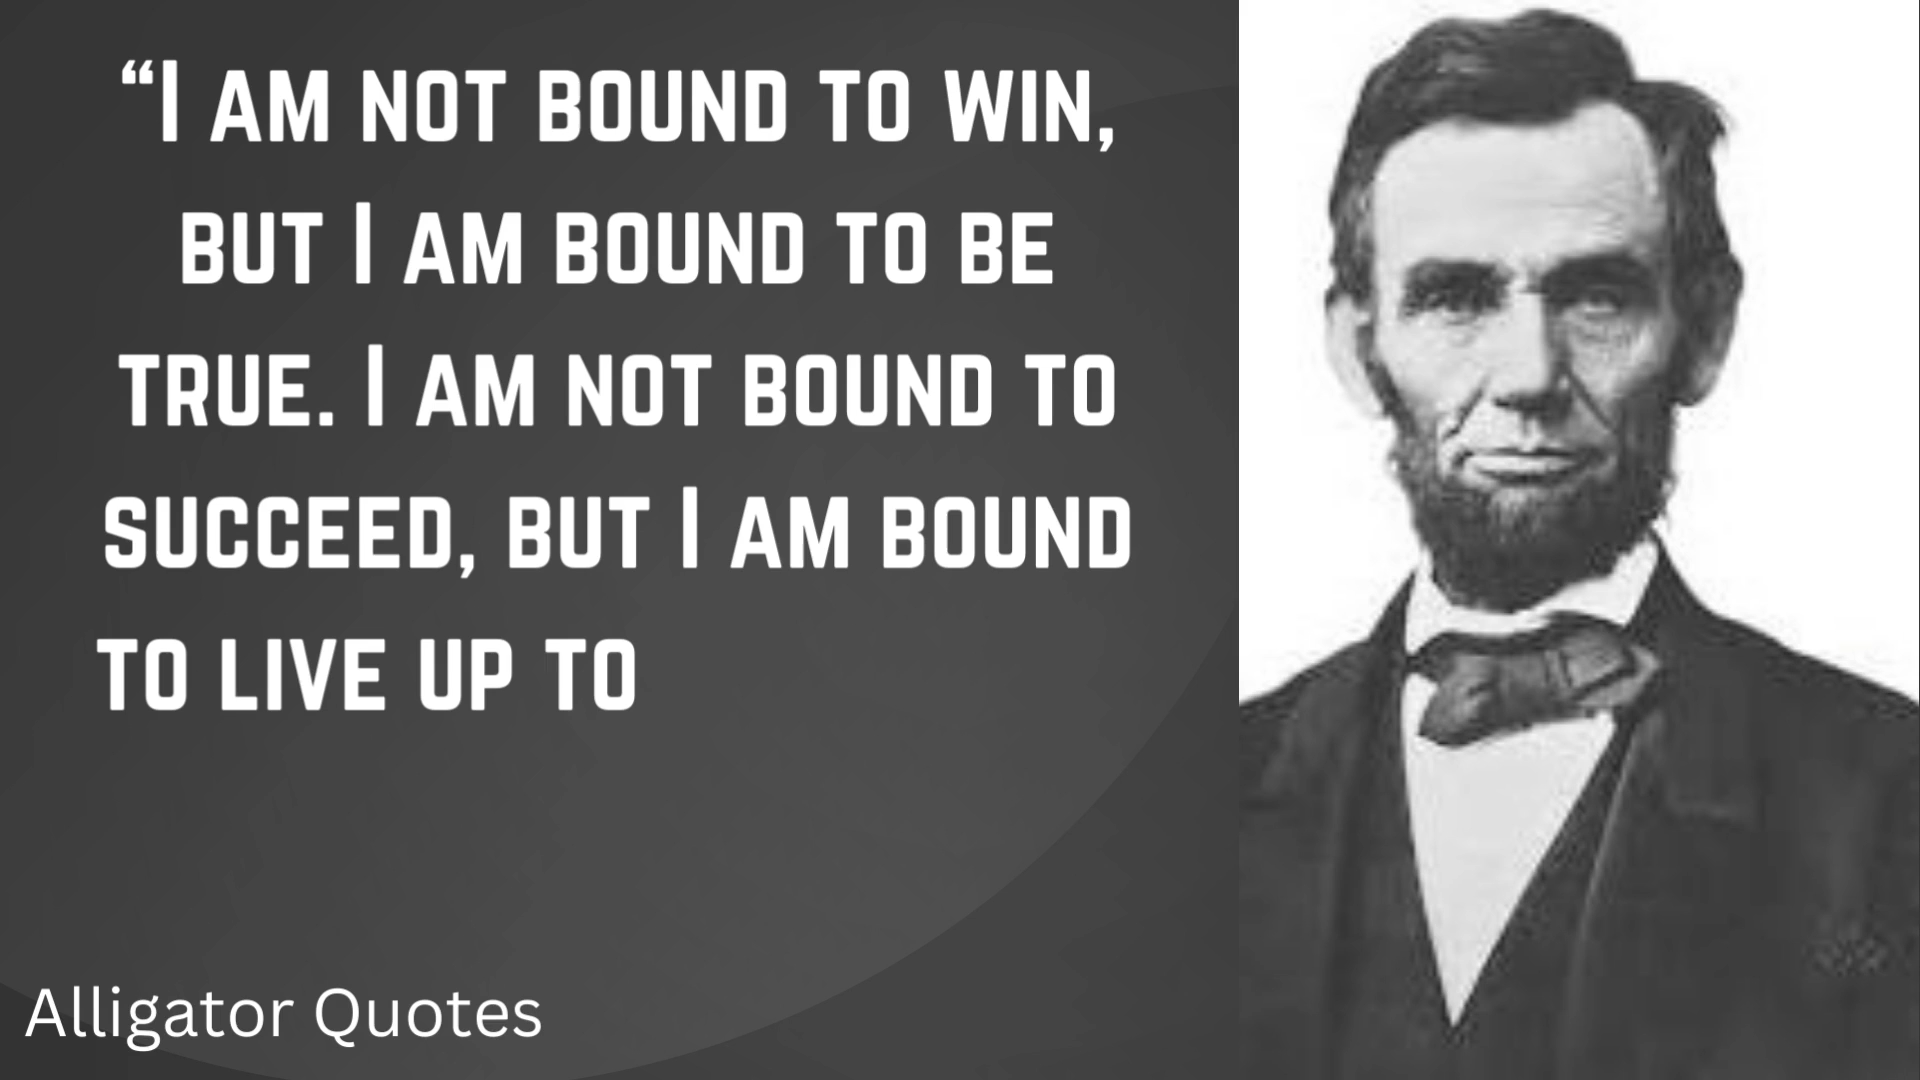 “I AM NOT BOUND TO WIN,
BUT I AM BOUND TO BE
TRUE. I AM NOT BOUND TO
SUCCEED, BUT I AM BOUND
TO LIVE UP TO
Alligator Quotes